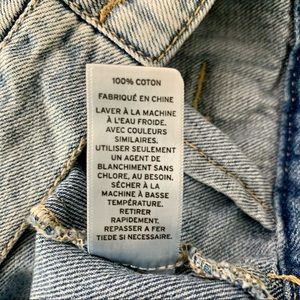 100% COTON
FABRIQUÉ EN CHINE
LAVER À LA MACHINE
À L'EAU FROIDE.
AVEC COULEURS
SIMILAIRES.
UTILISER SEULEMENT
UN AGENT DE
BLANCHIMENT SANS
CHLORE, AU BESOIN.
SÉCHER À LA
MACHINE À BASSE
TEMPÉRATURE.
RETIRER
RAPIDEMENT.
REPASSER A FER
TIEDE SI NECESSAIRE.